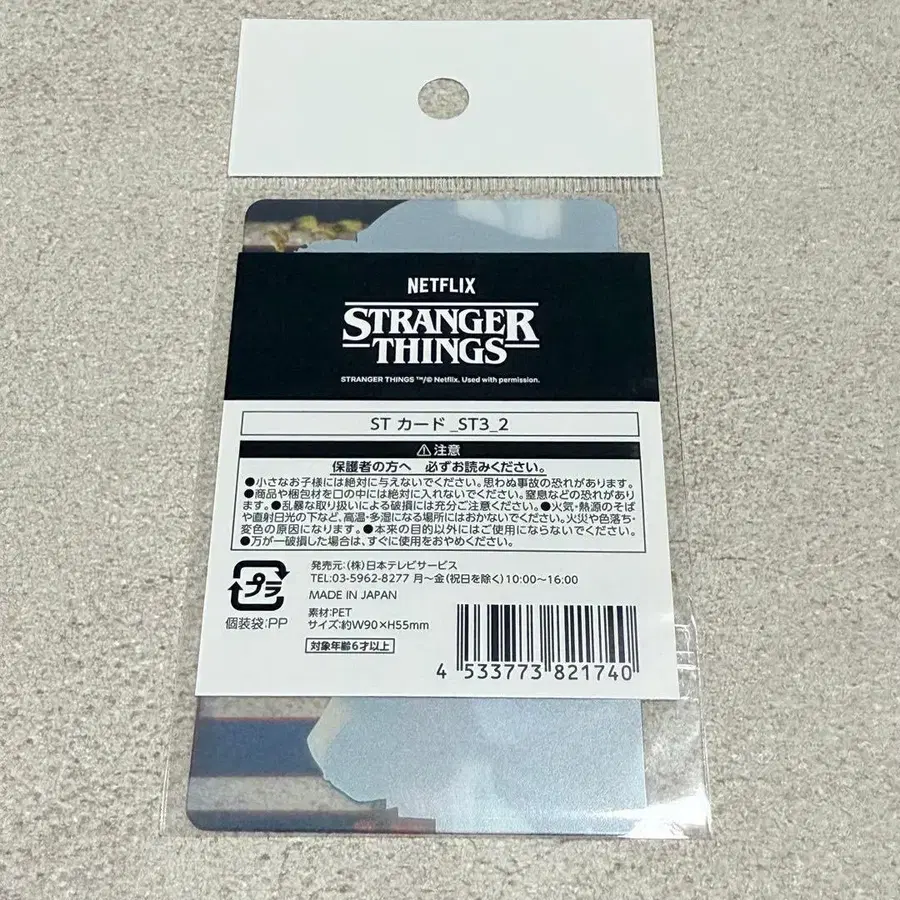 NETFLIX
STRANGER
THINGS
STRANGER THINGS ™/© Netflix. Used with permission.
ST カード _ST3_2
⚠注意
保護者の方へ 必ずお読みください。
●小さなお子様には絶対に与えないでください。思わぬ事故の恐れがあります。
●商品や梱包材を口の中には絶対に入れないでください。窒息などの恐れがあり
ます。●乱暴な取り扱いによる破損には充分ご注意ください。●火気・熱源のそば
や直射日光の下など、高温・多湿になる場所にはおかないでください。火災や色落ち・
変色の原因になります。●本来の目的以外にはご使用にならないでください。
●万が一破損した場合は、すぐに使用をおやめください。
プラ
個装袋:PP
発売元:(株)日本テレビサービス
TEL:03-5962-8277 月～金(祝日を除く)10:00～16:00
MADE IN JAPAN
素材:PET
サイズ:約W90×H55mm
対象年齢6才以上
4 533773 821740